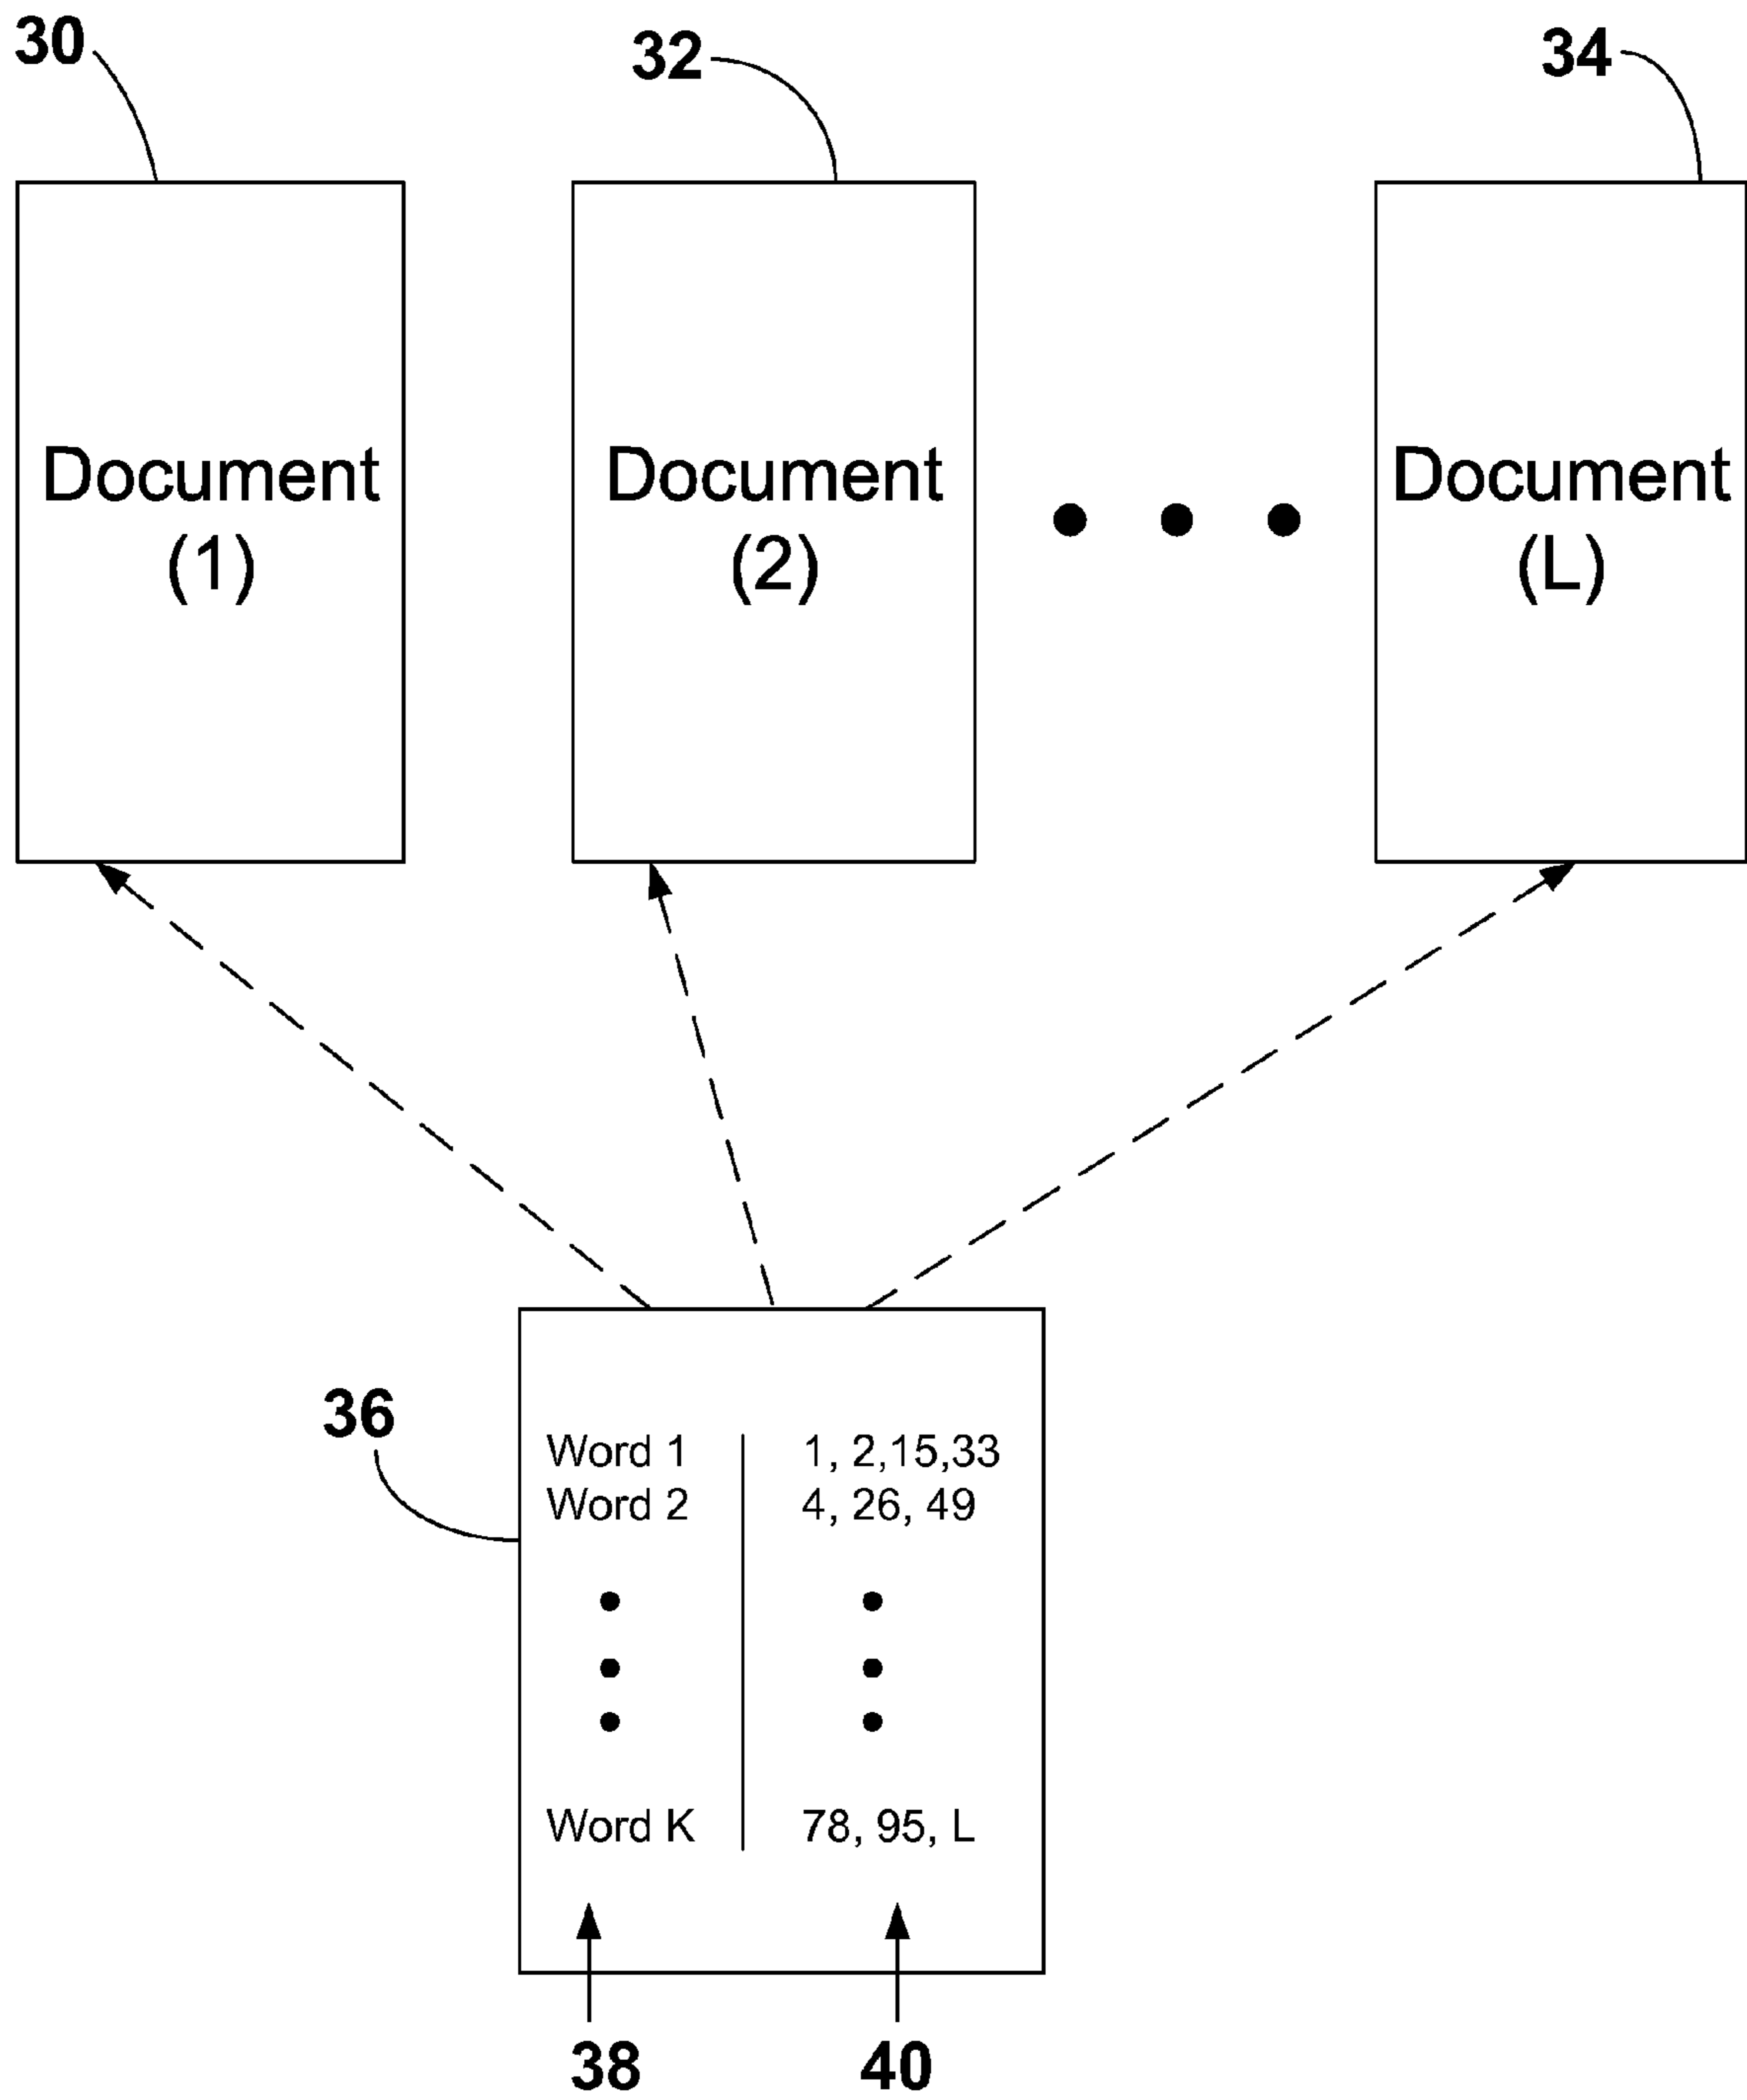 30
32
34
Document
(1)
Document
(2)
Document
(L)
36
Word 1 1, 2,15,33
Word 2 4, 26, 49
Word K 78, 95, L
38
40